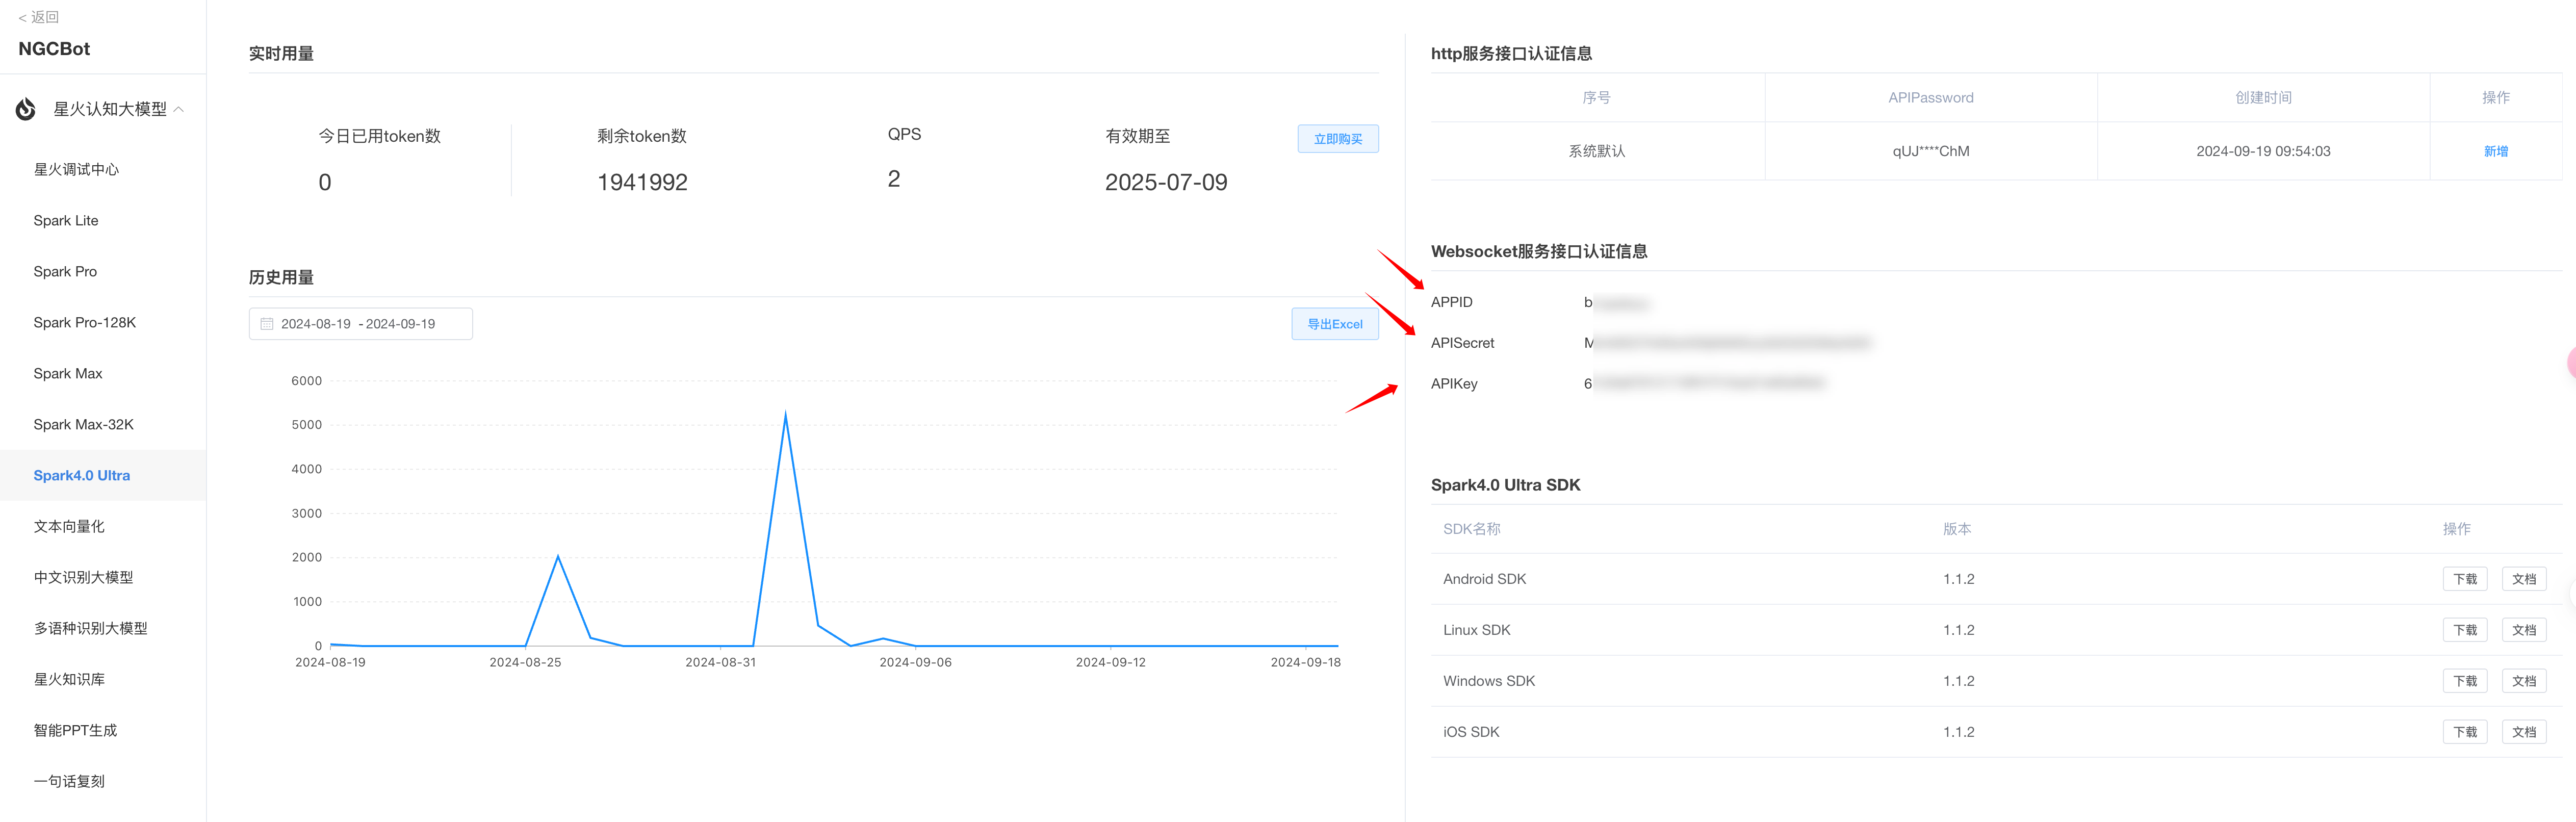 < 返回
NGCBot
星火认知大模型
星火调试中心
Spark Lite
Spark Pro
Spark Pro-128K
Spark Max
Spark Max-32K
Spark4.0 Ultra
文本向量化
中文识别大模型
多语种识别大模型
星火知识库
智能PPT生成
一句话复刻
实时用量
今日已用token数 剩余token数 QPS 有效期至 立即购买
0 1941992 2 2025-07-09
历史用量
2024-08-19 - 2024-09-19 导出Excel
6000
5000
4000
3000
2000
1000
0
2024-08-19 2024-08-25 2024-08-31 2024-09-06 2024-09-12 2024-09-18
http服务接口认证信息
序号 APIPassword 创建时间 操作
系统默认 qUJ****ChM 2024-09-19 09:54:03 新增
Websocket服务接口认证信息
APPID b
APISecret M
APIKey 6
Spark4.0 Ultra SDK
SDK名称 版本 操作
Android SDK 1.1.2 下载 文档
Linux SDK 1.1.2 下载 文档
Windows SDK 1.1.2 下载 文档
iOS SDK 1.1.2 下载 文档